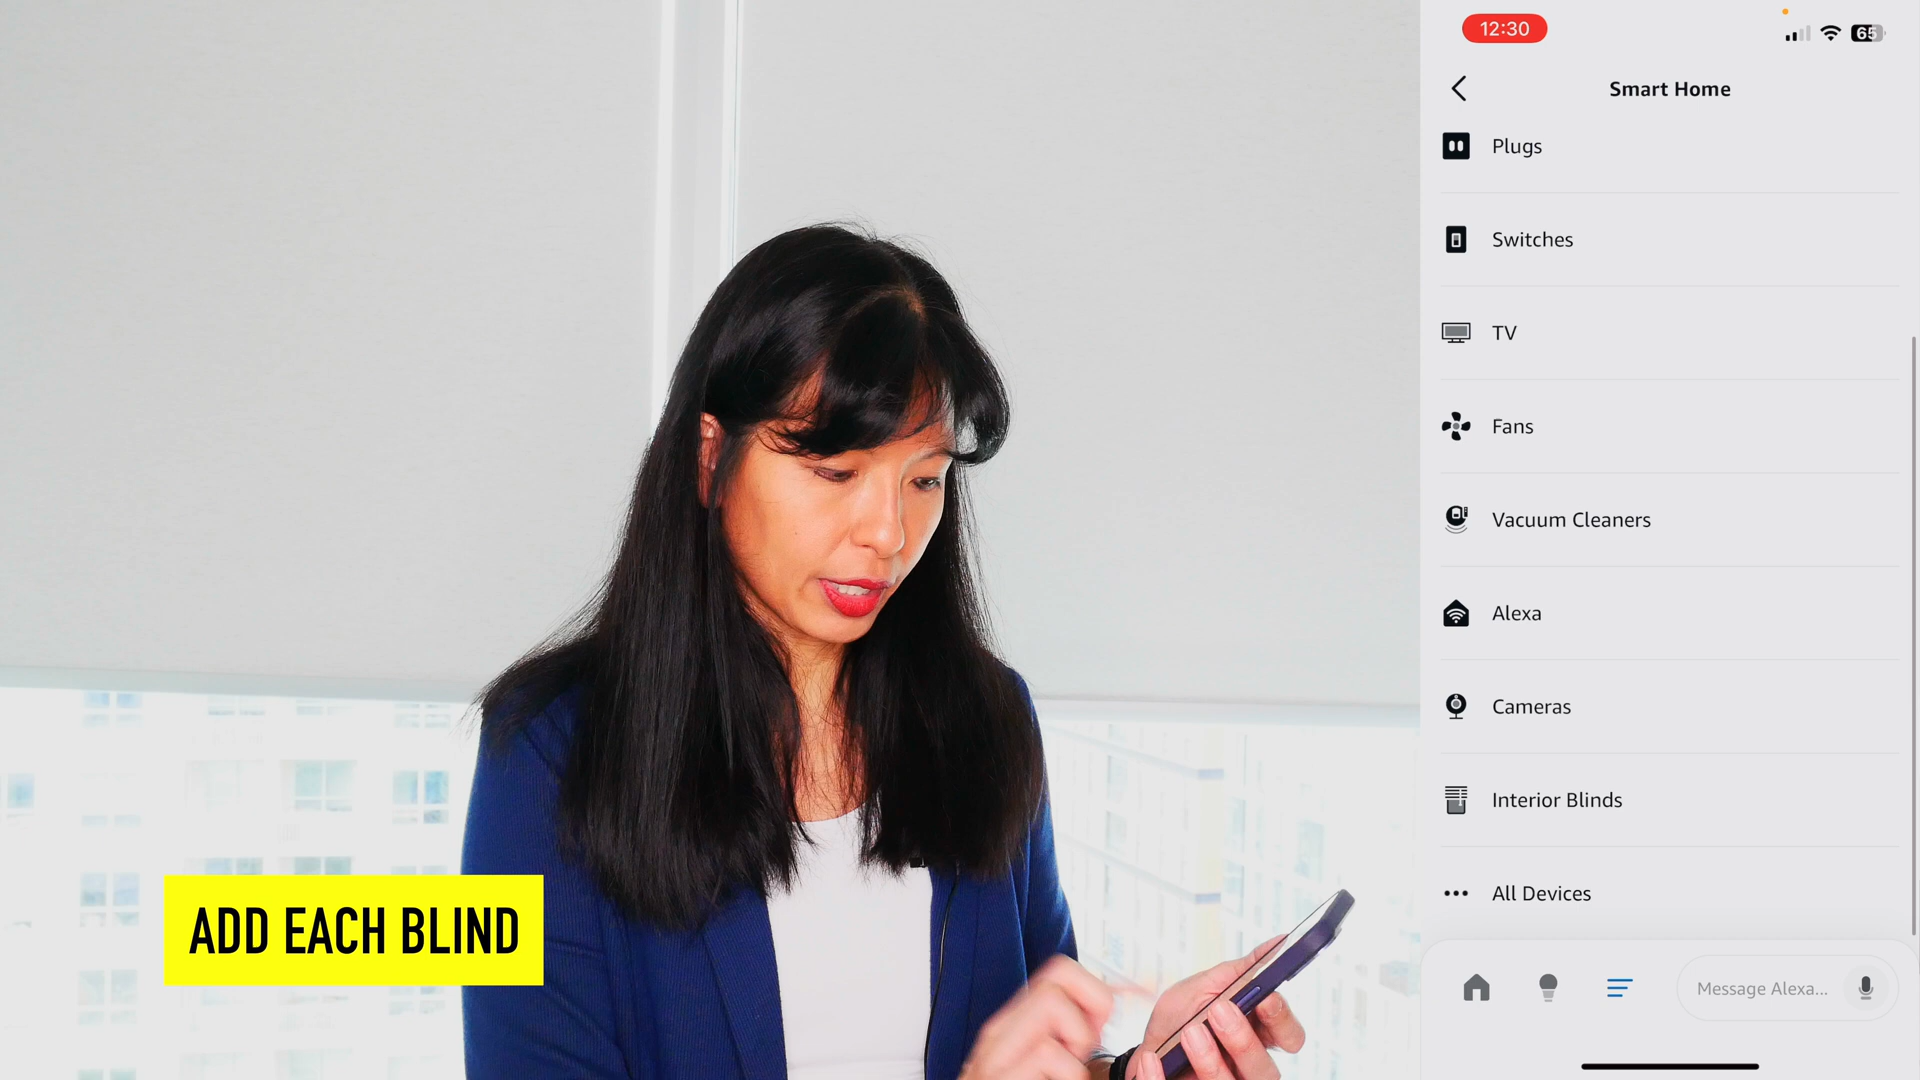 12:30
65
Smart Home
Plugs
Switches
TV
Fans
Vacuum Cleaners
Alexa
Cameras
Interior Blinds
All Devices
Message Alexa...
ADD EACH BLIND